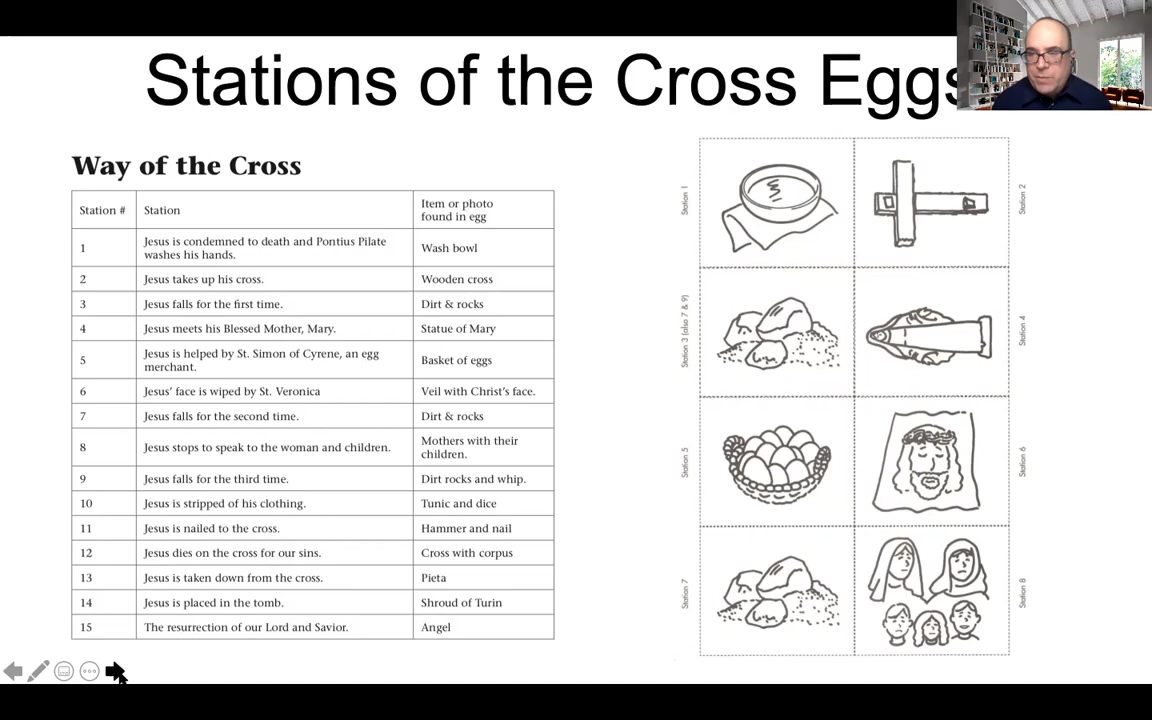 Stations of the Cross Eggs
Way of the Cross
Station # Station Item or photo
found in egg
1 Jesus is condemned to death and Pontius Pilate
washes his hands. Wash bowl
2 Jesus takes up his cross. Wooden cross
3 Jesus falls for the first time. Dirt & rocks
4 Jesus meets his Blessed Mother, Mary. Statue of Mary
5 Jesus is helped by St. Simon of Cyrene, an egg
merchant. Basket of eggs
6 Jesus’ face is wiped by St. Veronica Veil with Christ’s face.
7 Jesus falls for the second time. Dirt & rocks
8 Jesus stops to speak to the woman and children. Mothers with their
children.
9 Jesus falls for the third time. Dirt rocks and whip.
10 Jesus is stripped of his clothing. Tunic and dice
11 Jesus is nailed to the cross. Hammer and nail
12 Jesus dies on the cross for our sins. Cross with corpus
13 Jesus is taken down from the cross. Pieta
14 Jesus is placed in the tomb. Shroud of Turin
15 The resurrection of our Lord and Savior. Angel
Station 1
Station 2
Station 3 (also 7 & 9)
Station 4
Station 5
Station 6
Station 7
Station 8